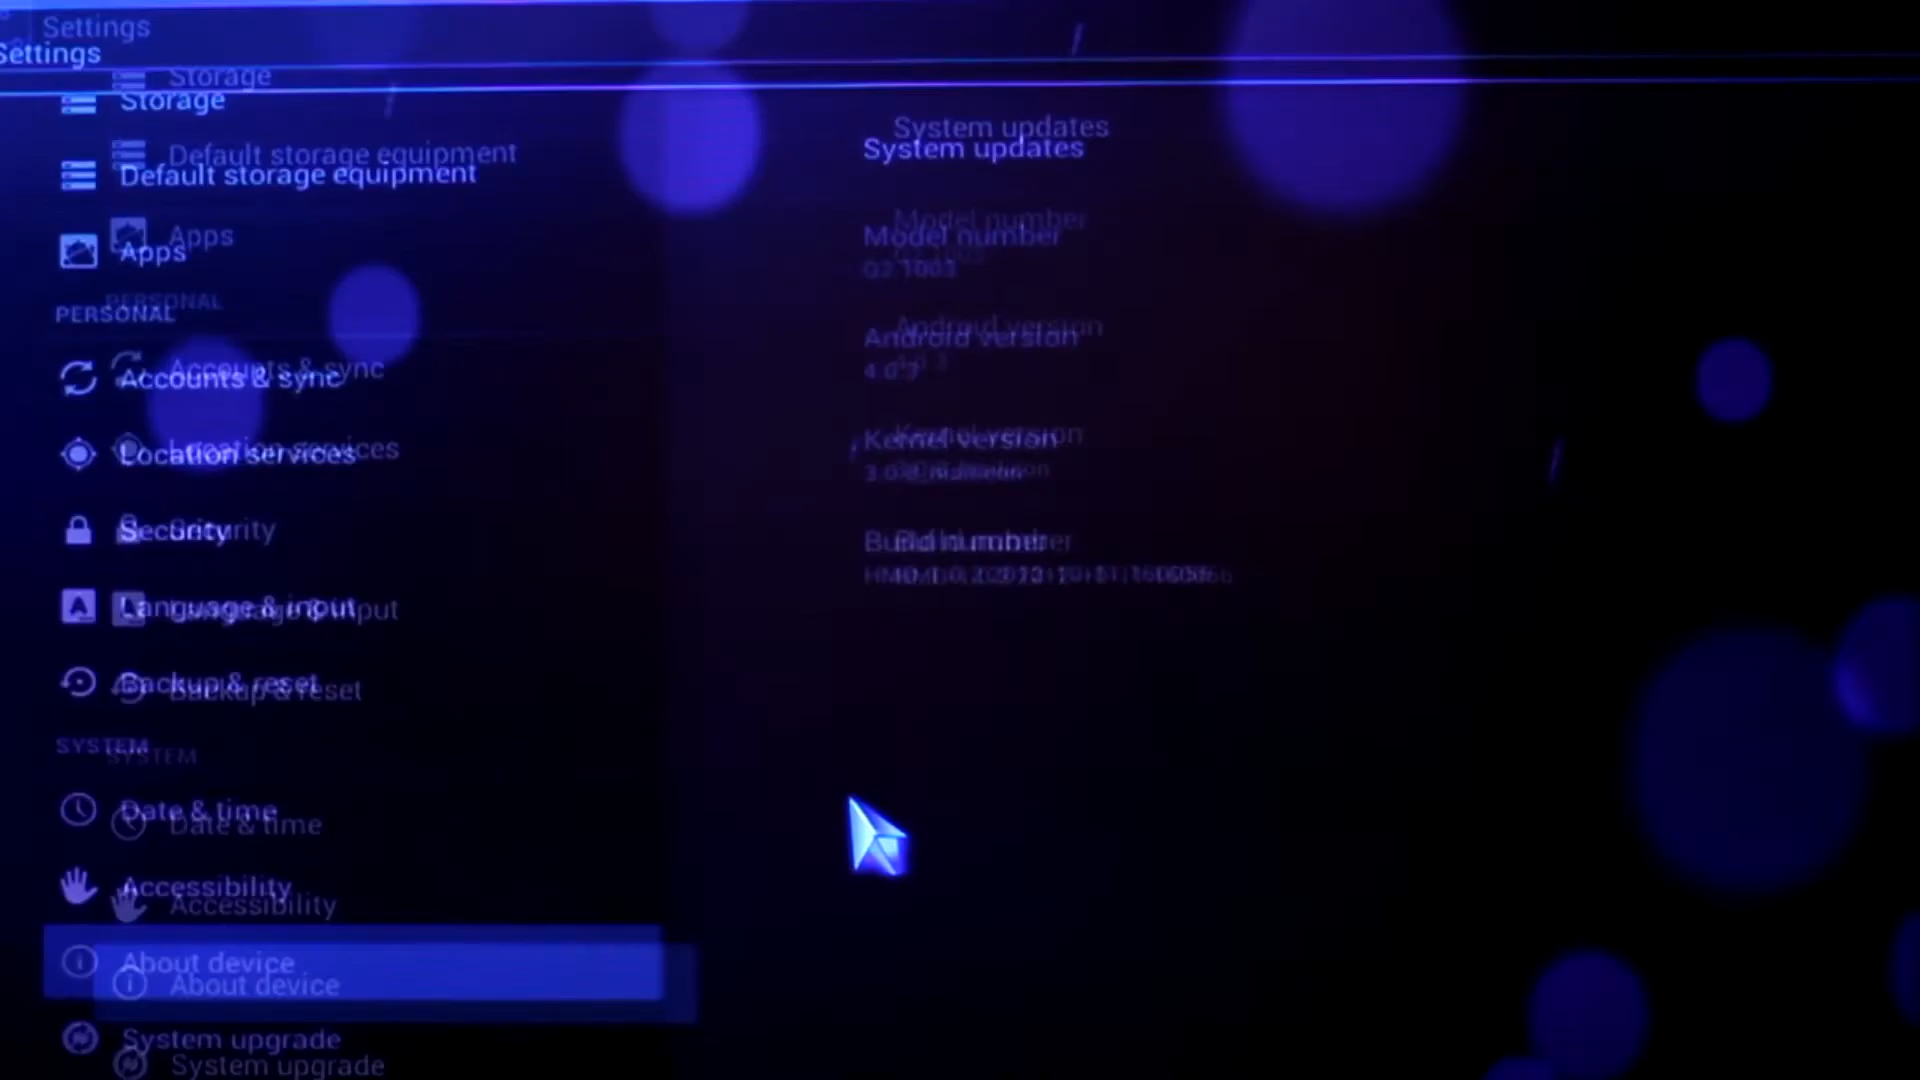 Settings
Storage
Default storage equipment
Apps
PERSONAL
Accounts & sync
Location services
Security
Language & input
Backup & reset
SYSTEM
Date & time
Accessibility
About device
System upgrade
System updates
Model number
Android version
Kernel version
Build number